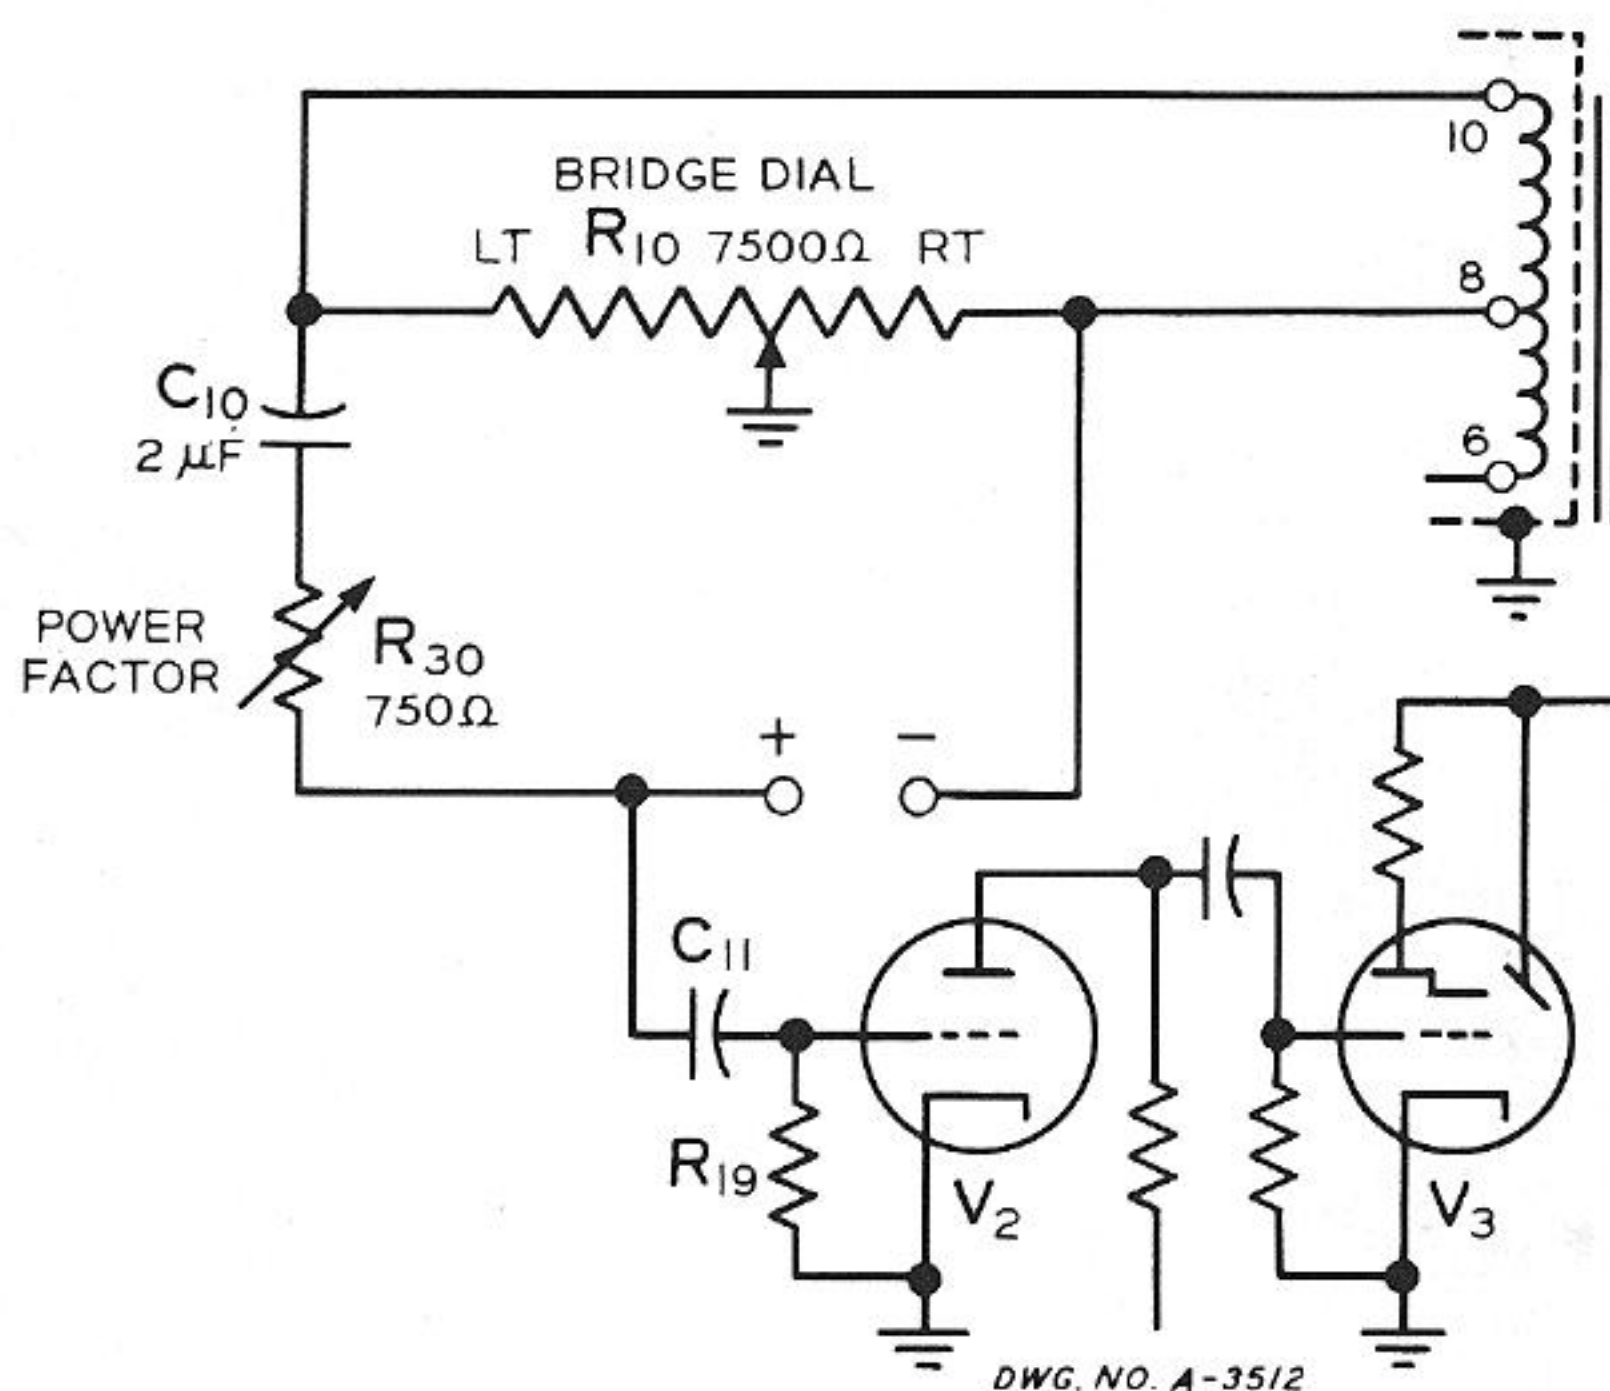 10
BRIDGE DIAL
LT R10 7500Ω RT
8
C10
2 μF
6
POWER
FACTOR
R30
750Ω
+ −
C11
R19
V2
V3
DWG. NO. A-3512